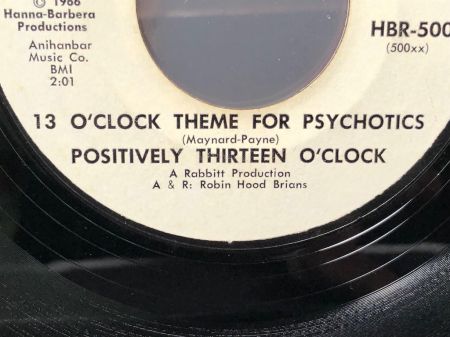 © 1966
Hanna-Barbera
Productions
HBR-500
(500xx)
Anihanbar
Music Co.
BMI
2:01
13 O'CLOCK THEME FOR PSYCHOTICS
(Maynard-Payne)
POSITIVELY THIRTEEN O'CLOCK
A Rabbitt Production
A & R: Robin Hood Brians